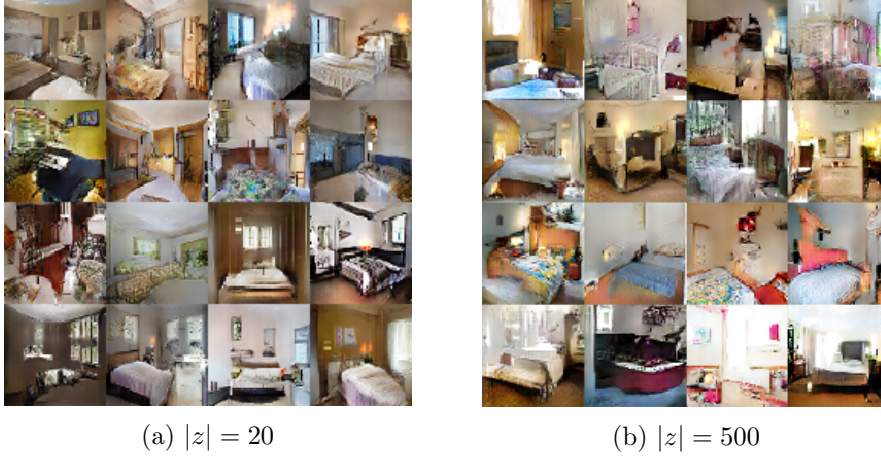 (a) |z| = 20
(b) |z| = 500